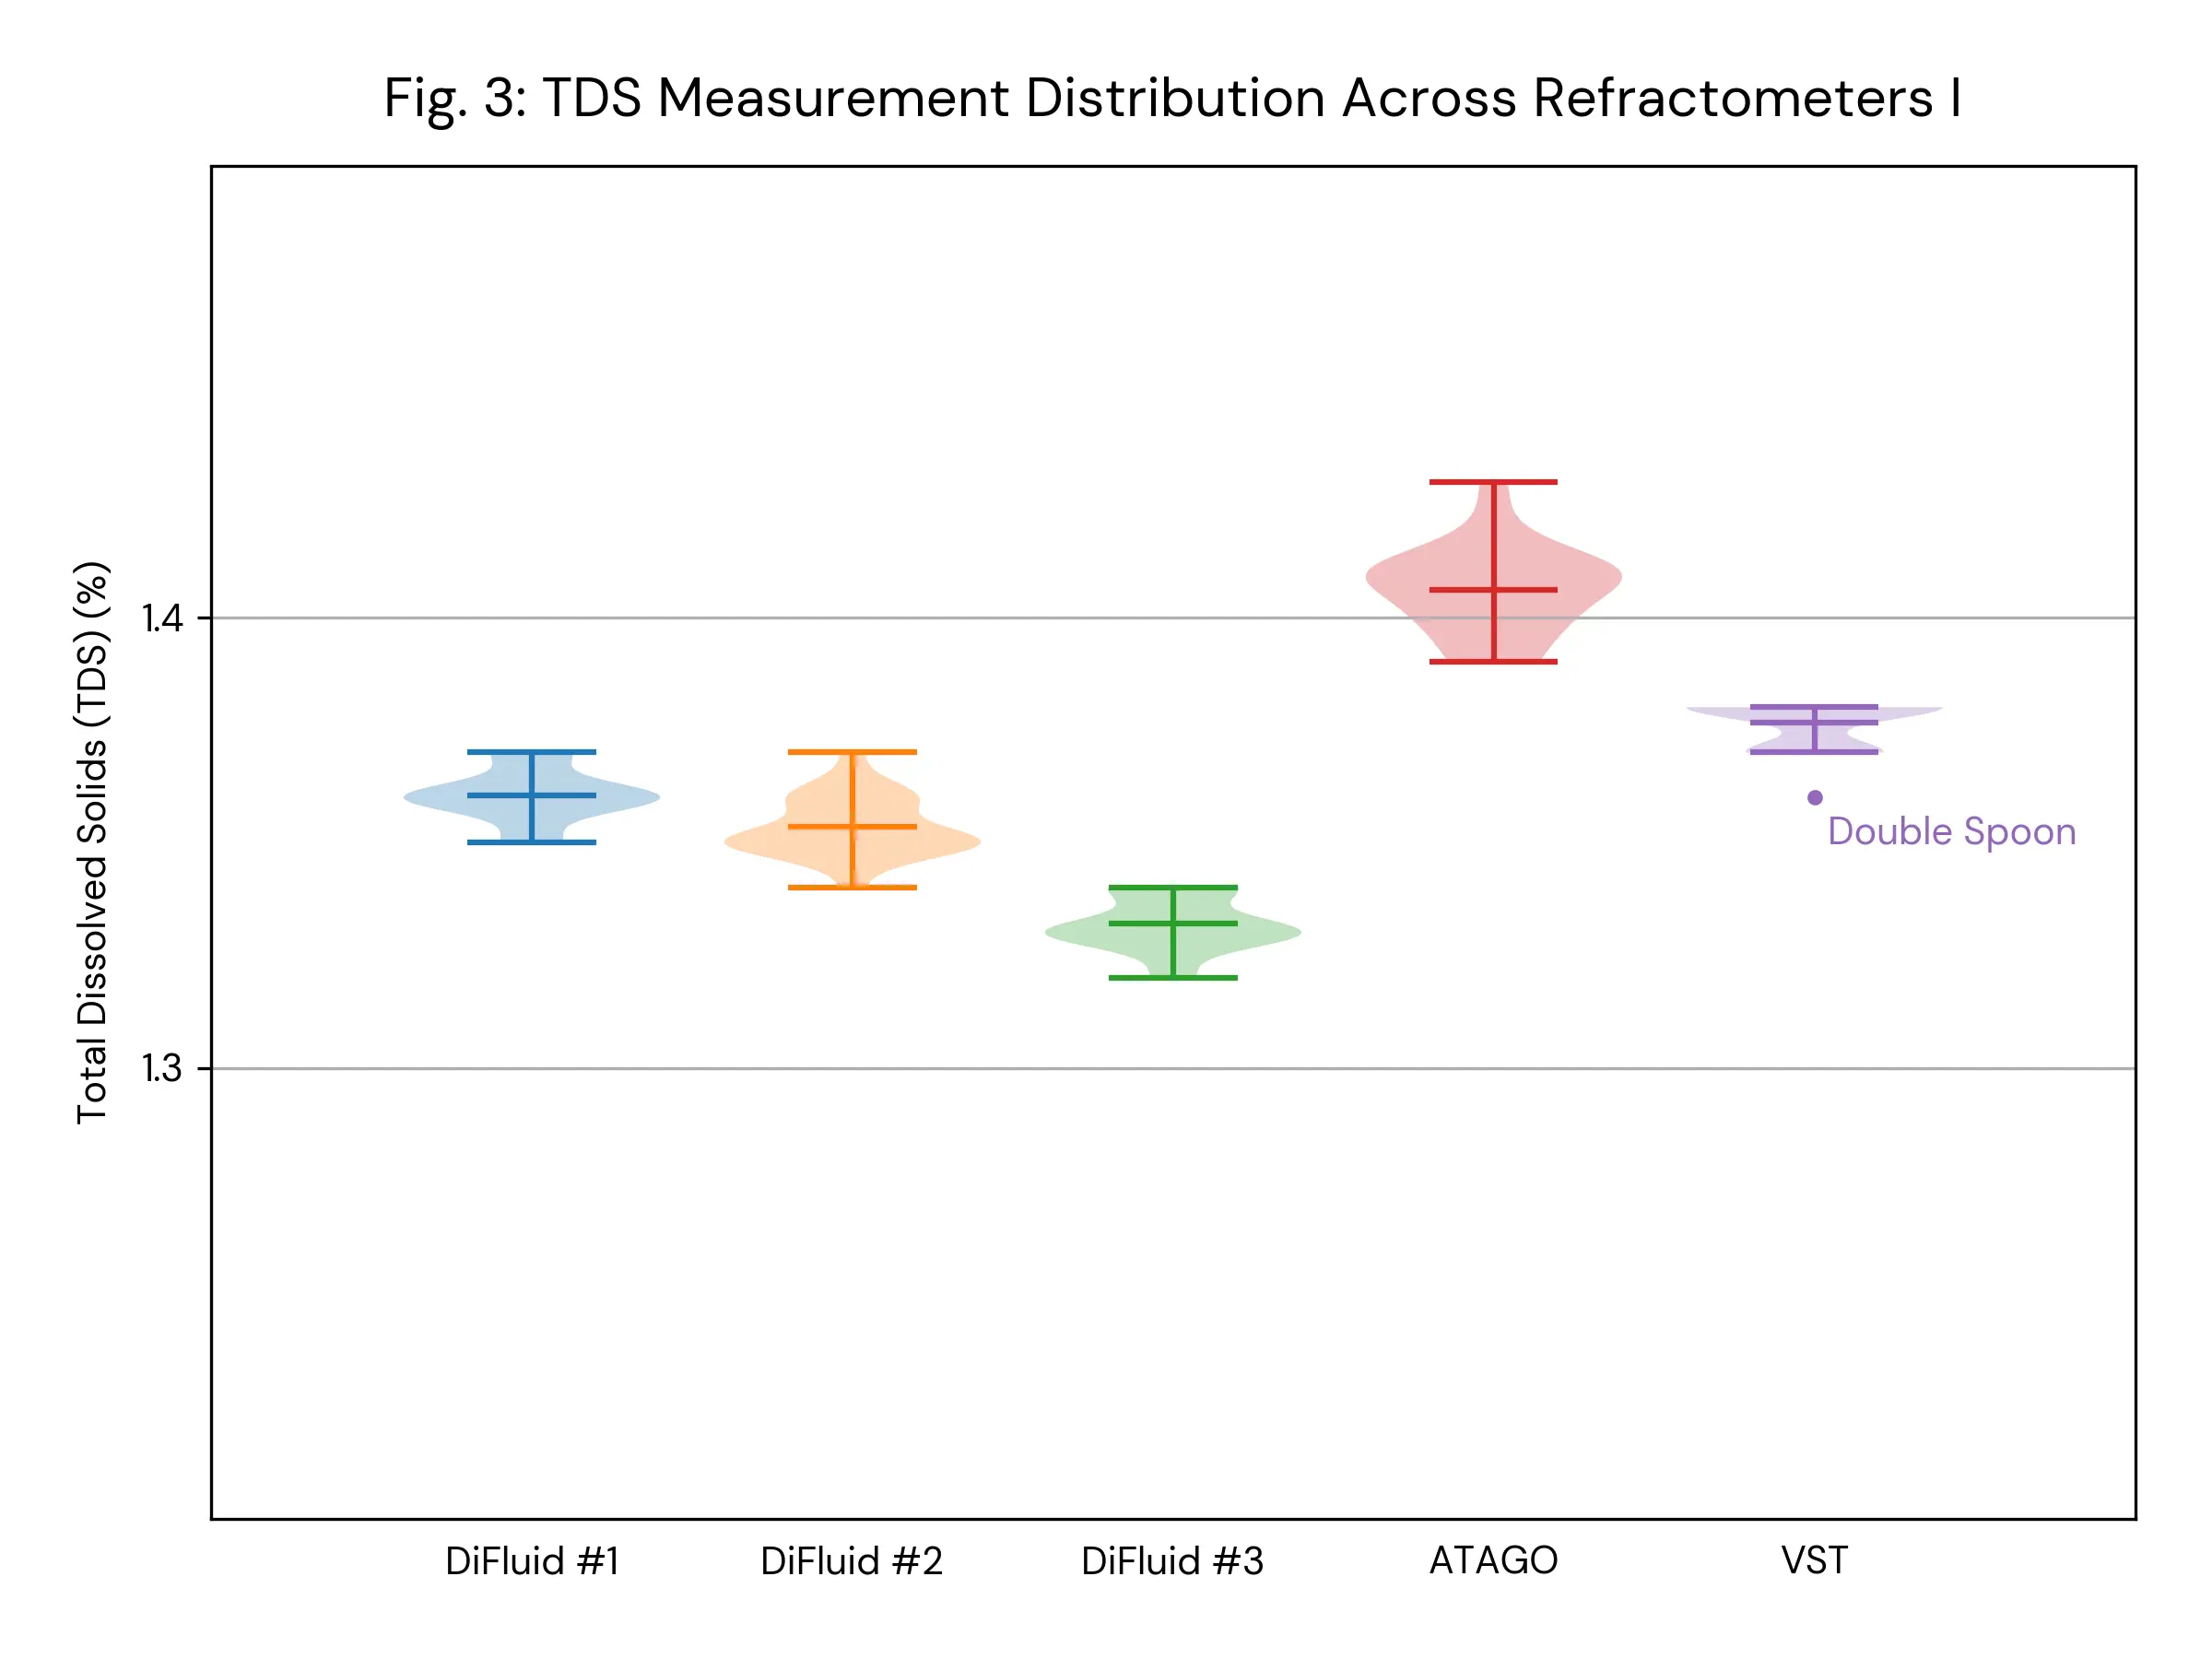 Fig. 3: TDS Measurement Distribution Across Refractometers I
Total Dissolved Solids (TDS) (%)
1.4
1.3
Double Spoon
DiFluid #1
DiFluid #2
DiFluid #3
ATAGO
VST